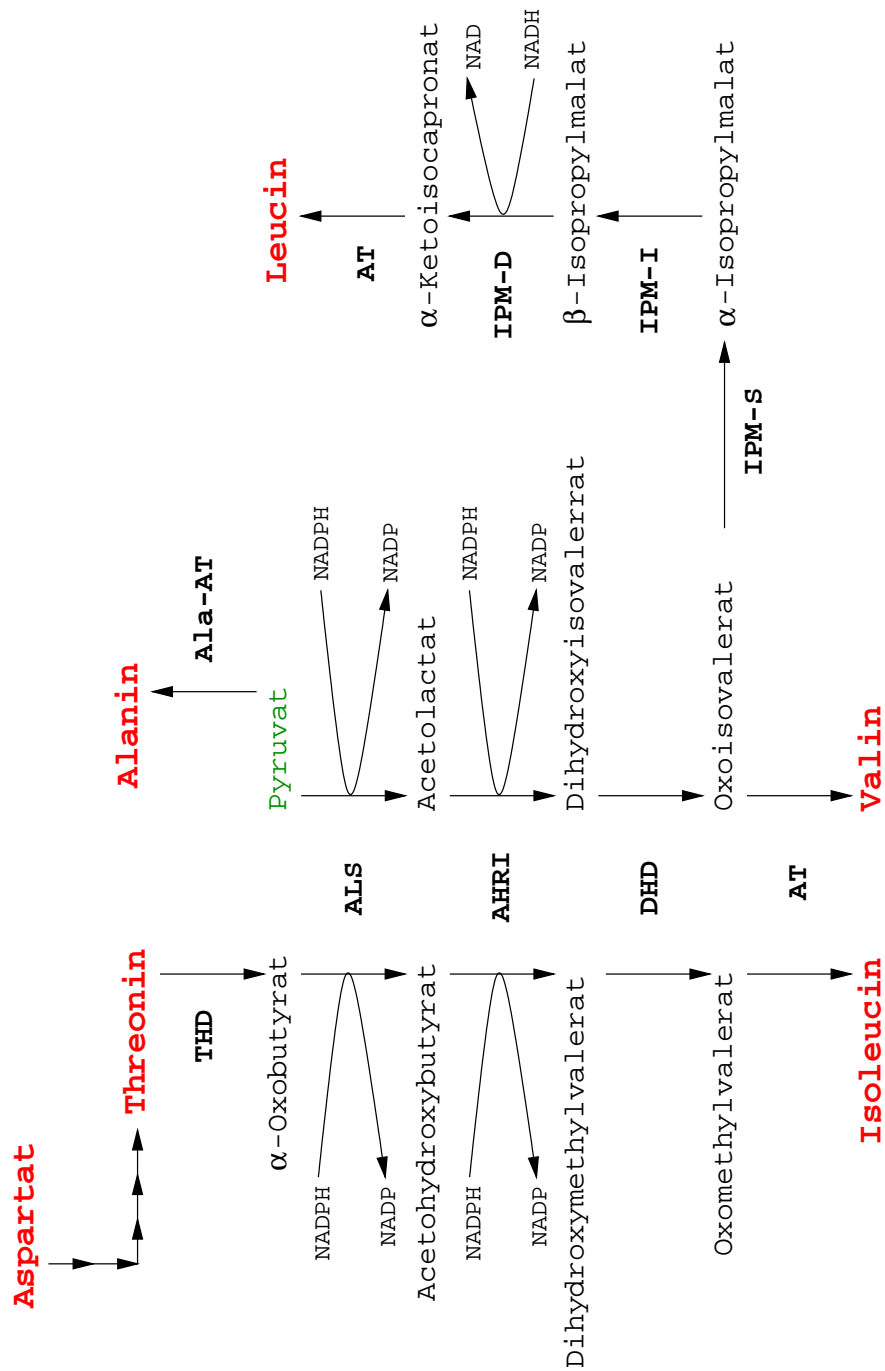 Aspartat
Threonin
THD
α-Oxobutyrat
NADPH
NADP
Acetohydroxybutyrat
NADPH
NADP
Dihydroxymethylvalerat
Oxomethylvalerat
Isoleucin
ALS
AHRI
DHD
AT
Alanin
Ala-AT
Pyruvat
NADPH
NADP
Acetolactat
NADPH
NADP
Dihydroxyisovalerrat
Oxoisovalerat
Valin
IPM-S
Leucin
AT
α-Ketoisocapronat
NAD
NADH
IPM-D
β-Isopropylmalat
IPM-I
α-Isopropylmalat